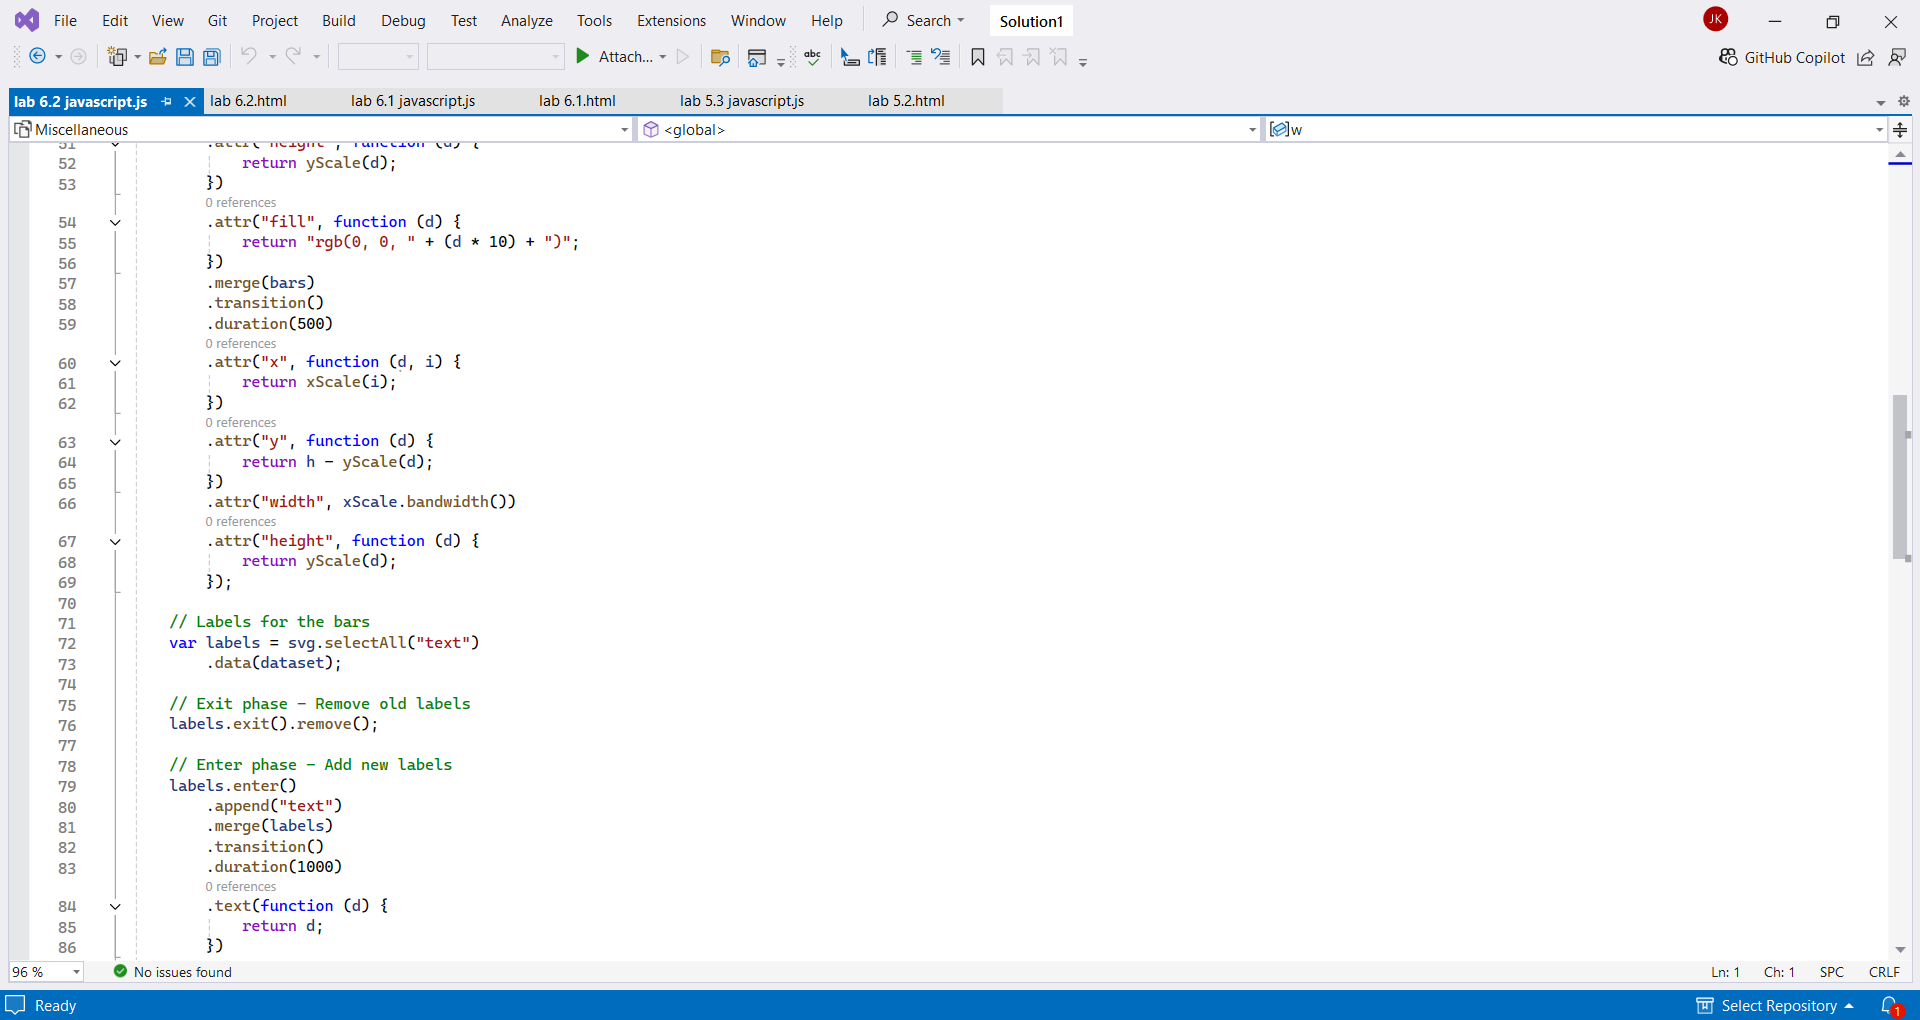 File Edit View Git Project Build Debug Test Analyze Tools Extensions Window Help Search Solution1 JK
Attach... abc GitHub Copilot
lab 6.2 javascript.js lab 6.2.html lab 6.1 javascript.js lab 6.1.html lab 5.3 javascript.js lab 5.2.html
Miscellaneous <global> w
51 .attr("height", function (d) {
52 return yScale(d);
53 })
0 references
54 .attr("fill", function (d) {
55 return "rgb(0, 0, " + (d * 10) + ")";
56 })
57 .merge(bars)
58 .transition()
59 .duration(500)
0 references
60 .attr("x", function (d, i) {
61 return xScale(i);
62 })
0 references
63 .attr("y", function (d) {
64 return h - yScale(d);
65 })
66 .attr("width", xScale.bandwidth())
0 references
67 .attr("height", function (d) {
68 return yScale(d);
69 });
70
71 // Labels for the bars
72 var labels = svg.selectAll("text")
73 .data(dataset);
74
75 // Exit phase - Remove old labels
76 labels.exit().remove();
77
78 // Enter phase - Add new labels
79 labels.enter()
80 .append("text")
81 .merge(labels)
82 .transition()
83 .duration(1000)
0 references
84 .text(function (d) {
85 return d;
86 })
96 % No issues found Ln: 1 Ch: 1 SPC CRLF
Ready Select Repository 1